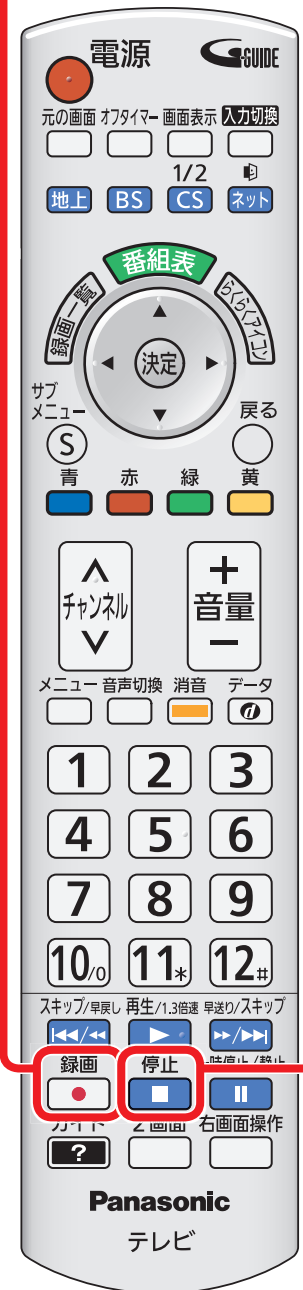 電源 G-GUIDE
元の画面 オフタイマー 画面表示 入力切換
1/2
地上 BS CS ネット
番組表
録画一覧 らくらくアイコン
決定
サブ
メニュー 戻る
S
青 赤 緑 黄
チャンネル + 音量 −
メニュー 音声切換 消音 データ
d
1 2 3
4 5 6
7 8 9
10/0 11* 12#
スキップ/早戻し 再生/1.3倍速 早送り/スキップ
録画 停止 一時停止/静止
ガイド 2画面 右画面操作
?
Panasonic
テレビ